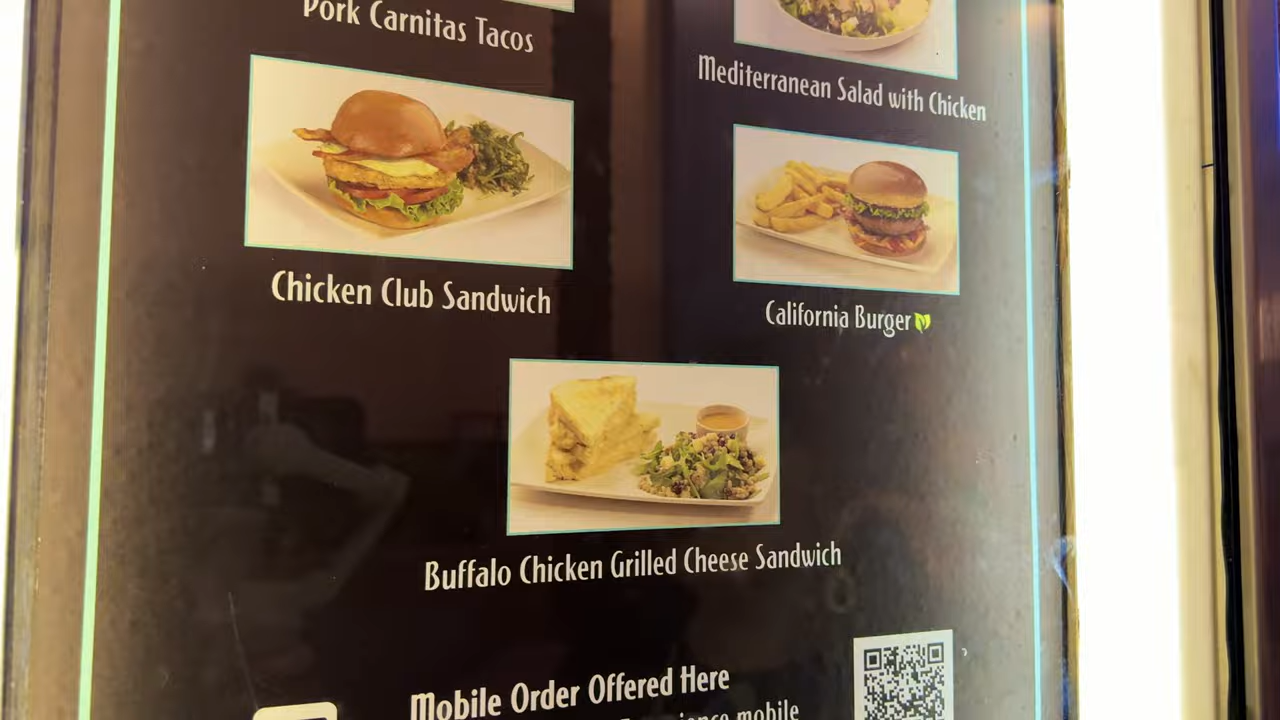 Pork Carnitas Tacos
Mediterranean Salad with Chicken
Chicken Club Sandwich
California Burger
Buffalo Chicken Grilled Cheese Sandwich
Mobile Order Offered Here
mobile